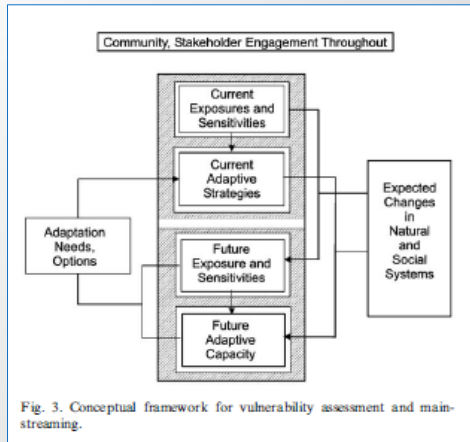 Community, Stakeholder Engagement Throughout
Current
Exposures and
Sensitivities
Current
Adaptive
Strategies
Adaptation
Needs,
Options
Future
Exposure and
Sensitivities
Future
Adaptive
Capacity
Expected
Changes
in
Natural
and
Social
Systems
Fig. 3. Conceptual framework for vulnerability assessment and main-
streaming.